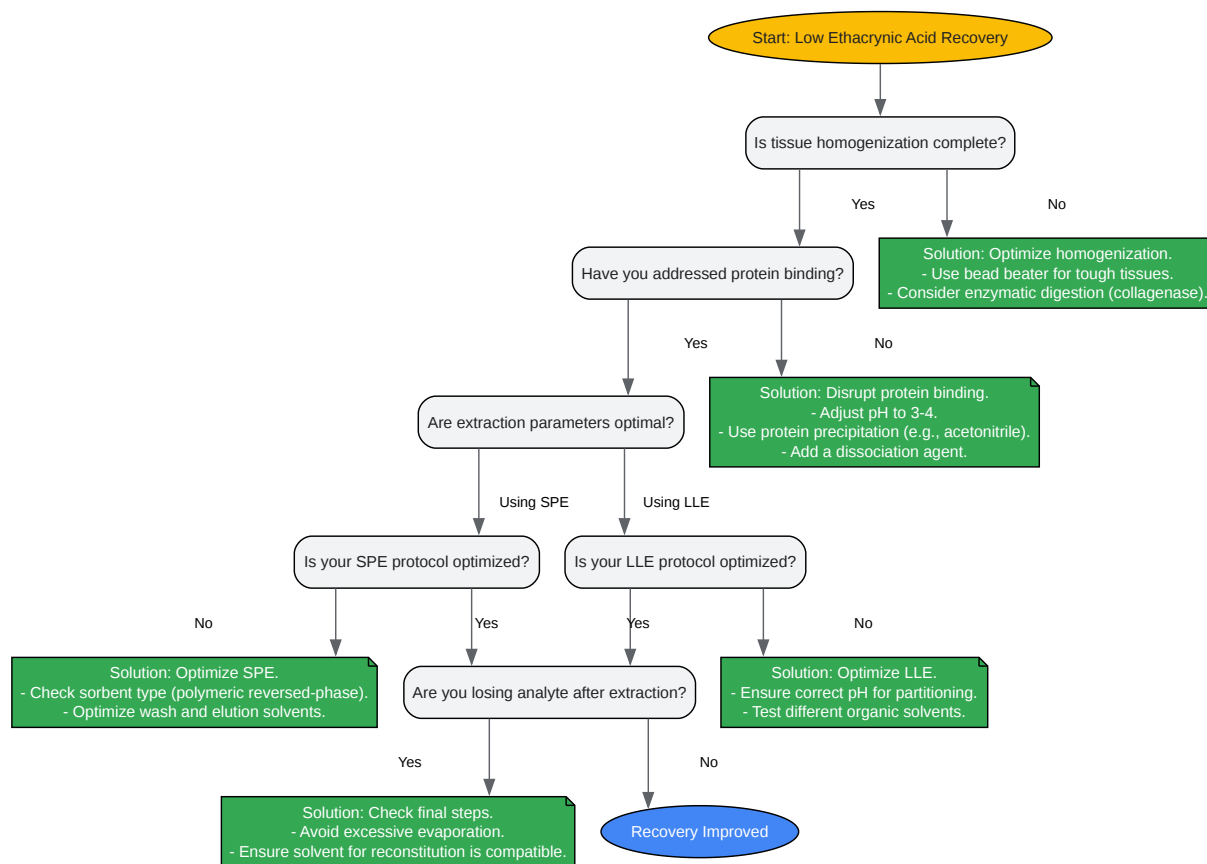 Start: Low Ethacrynic Acid Recovery
Is tissue homogenization complete?
Yes
No
Solution: Optimize homogenization.
- Use bead beater for tough tissues.
- Consider enzymatic digestion (collagenase).
Have you addressed protein binding?
Yes
No
Solution: Disrupt protein binding.
- Adjust pH to 3-4.
- Use protein precipitation (e.g., acetonitrile).
- Add a dissociation agent.
Are extraction parameters optimal?
Using SPE
Using LLE
Is your SPE protocol optimized?
Is your LLE protocol optimized?
No
Yes
Yes
No
Solution: Optimize SPE.
- Check sorbent type (polymeric reversed-phase).
- Optimize wash and elution solvents.
Are you losing analyte after extraction?
Solution: Optimize LLE.
- Ensure correct pH for partitioning.
- Test different organic solvents.
Yes
No
Solution: Check final steps.
- Avoid excessive evaporation.
- Ensure solvent for reconstitution is compatible.
Recovery Improved